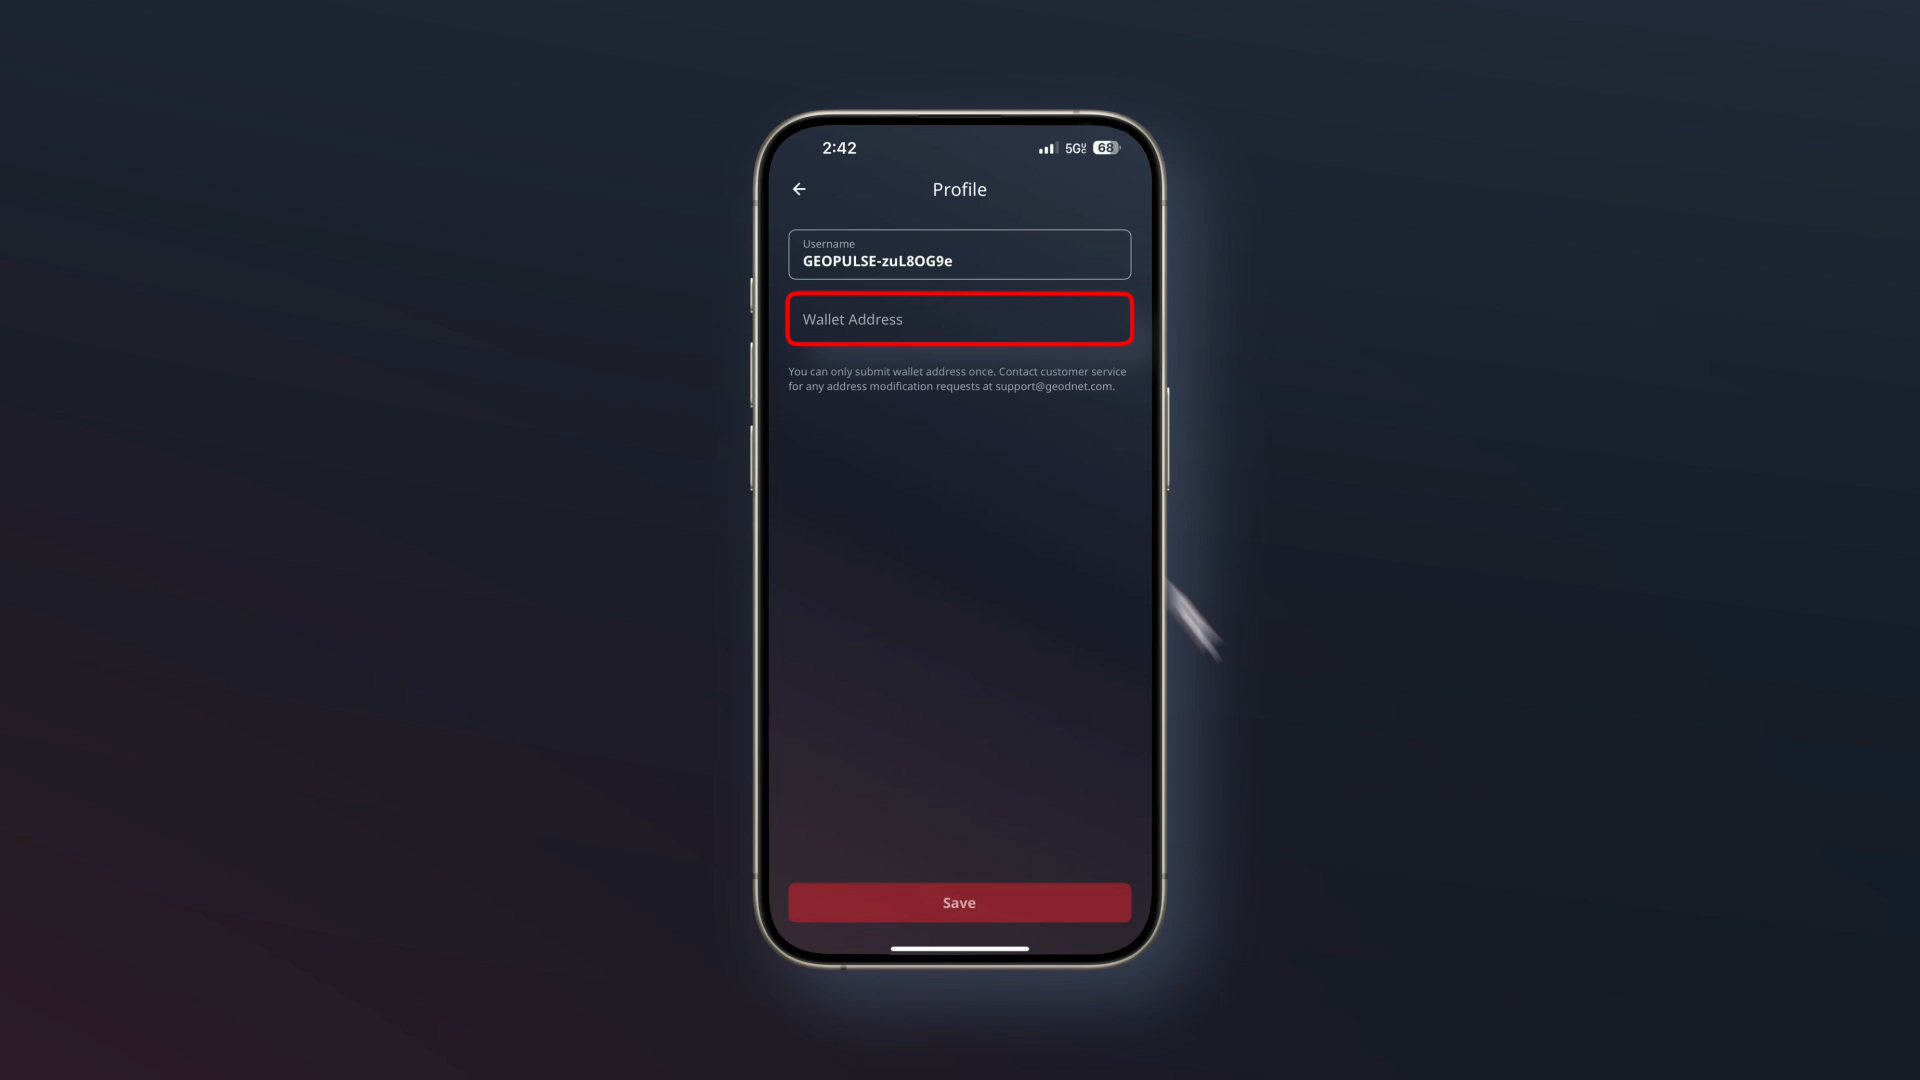 2:42
5G 68
Profile
Username
GEOPULSE-zuL8OG9e
Wallet Address
You can only submit wallet address once. Contact customer service
for any address modification requests at support@geodnet.com.
Save